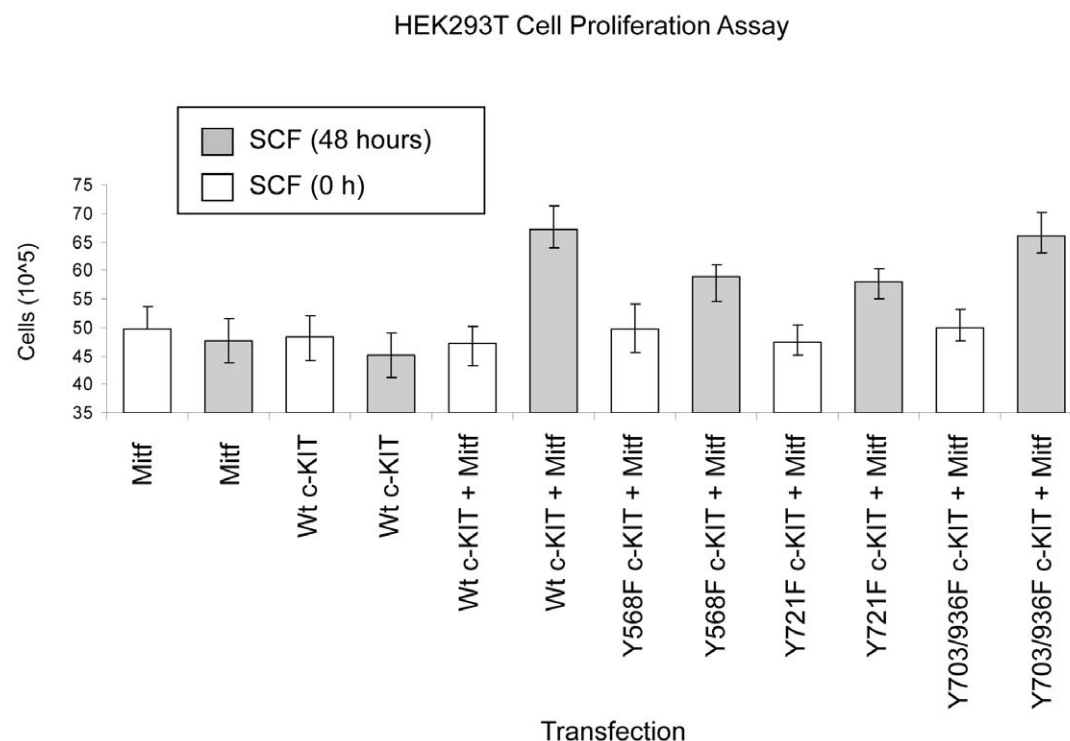 HEK293T Cell Proliferation Assay
SCF (48 hours)
SCF (0 h)
Cells (10^5)
75
70
65
60
55
50
45
40
35
Mitf
Mitf
Wt c-KIT
Wt c-KIT
Wt c-KIT + Mitf
Wt c-KIT + Mitf
Y568F c-KIT + Mitf
Y568F c-KIT + Mitf
Y721F c-KIT + Mitf
Y721F c-KIT + Mitf
Y703/936F c-KIT + Mitf
Y703/936F c-KIT + Mitf
Transfection